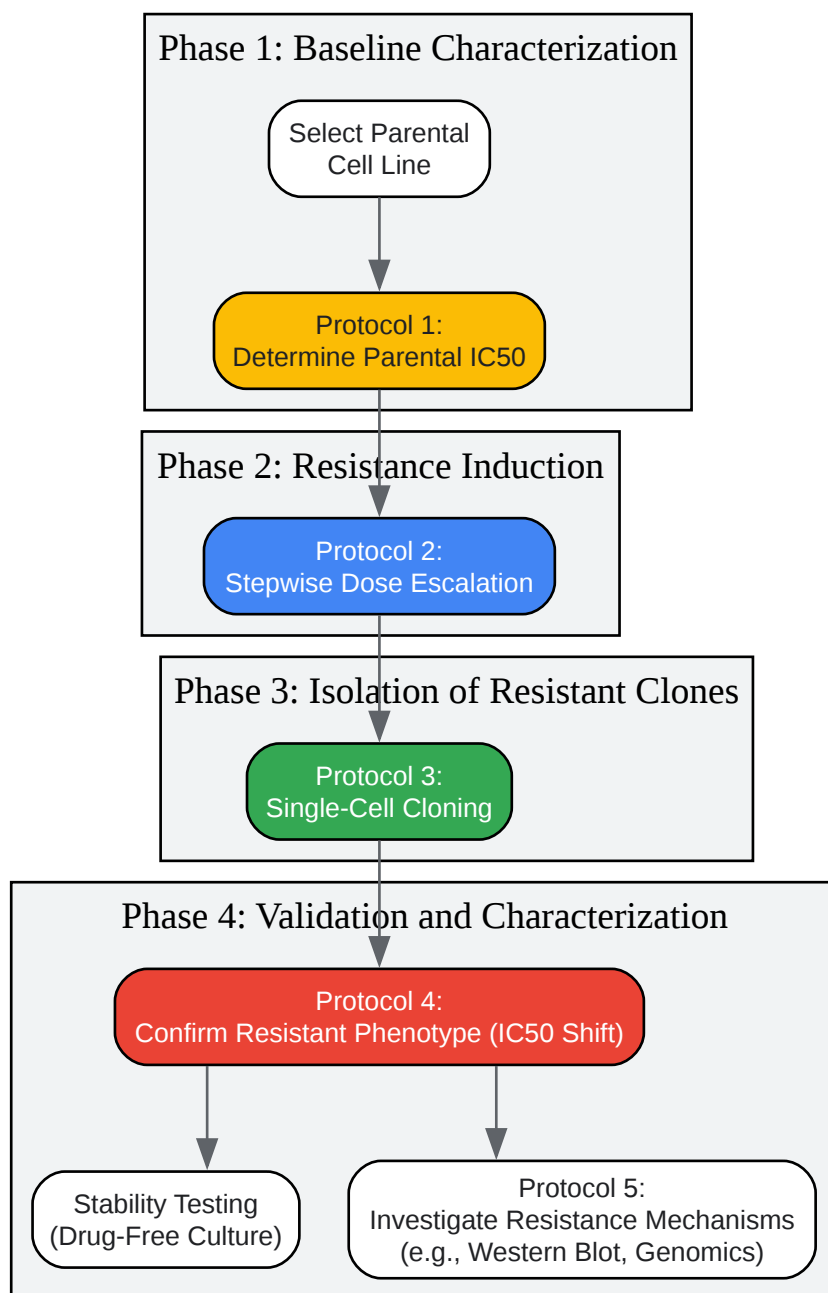 Phase 1: Baseline Characterization
Select Parental
Cell Line
Protocol 1:
Determine Parental IC50
Phase 2: Resistance Induction
Protocol 2:
Stepwise Dose Escalation
Phase 3: Isolation of Resistant Clones
Protocol 3:
Single-Cell Cloning
Phase 4: Validation and Characterization
Protocol 4:
Confirm Resistant Phenotype (IC50 Shift)
Stability Testing
(Drug-Free Culture)
Protocol 5:
Investigate Resistance Mechanisms
(e.g., Western Blot, Genomics)